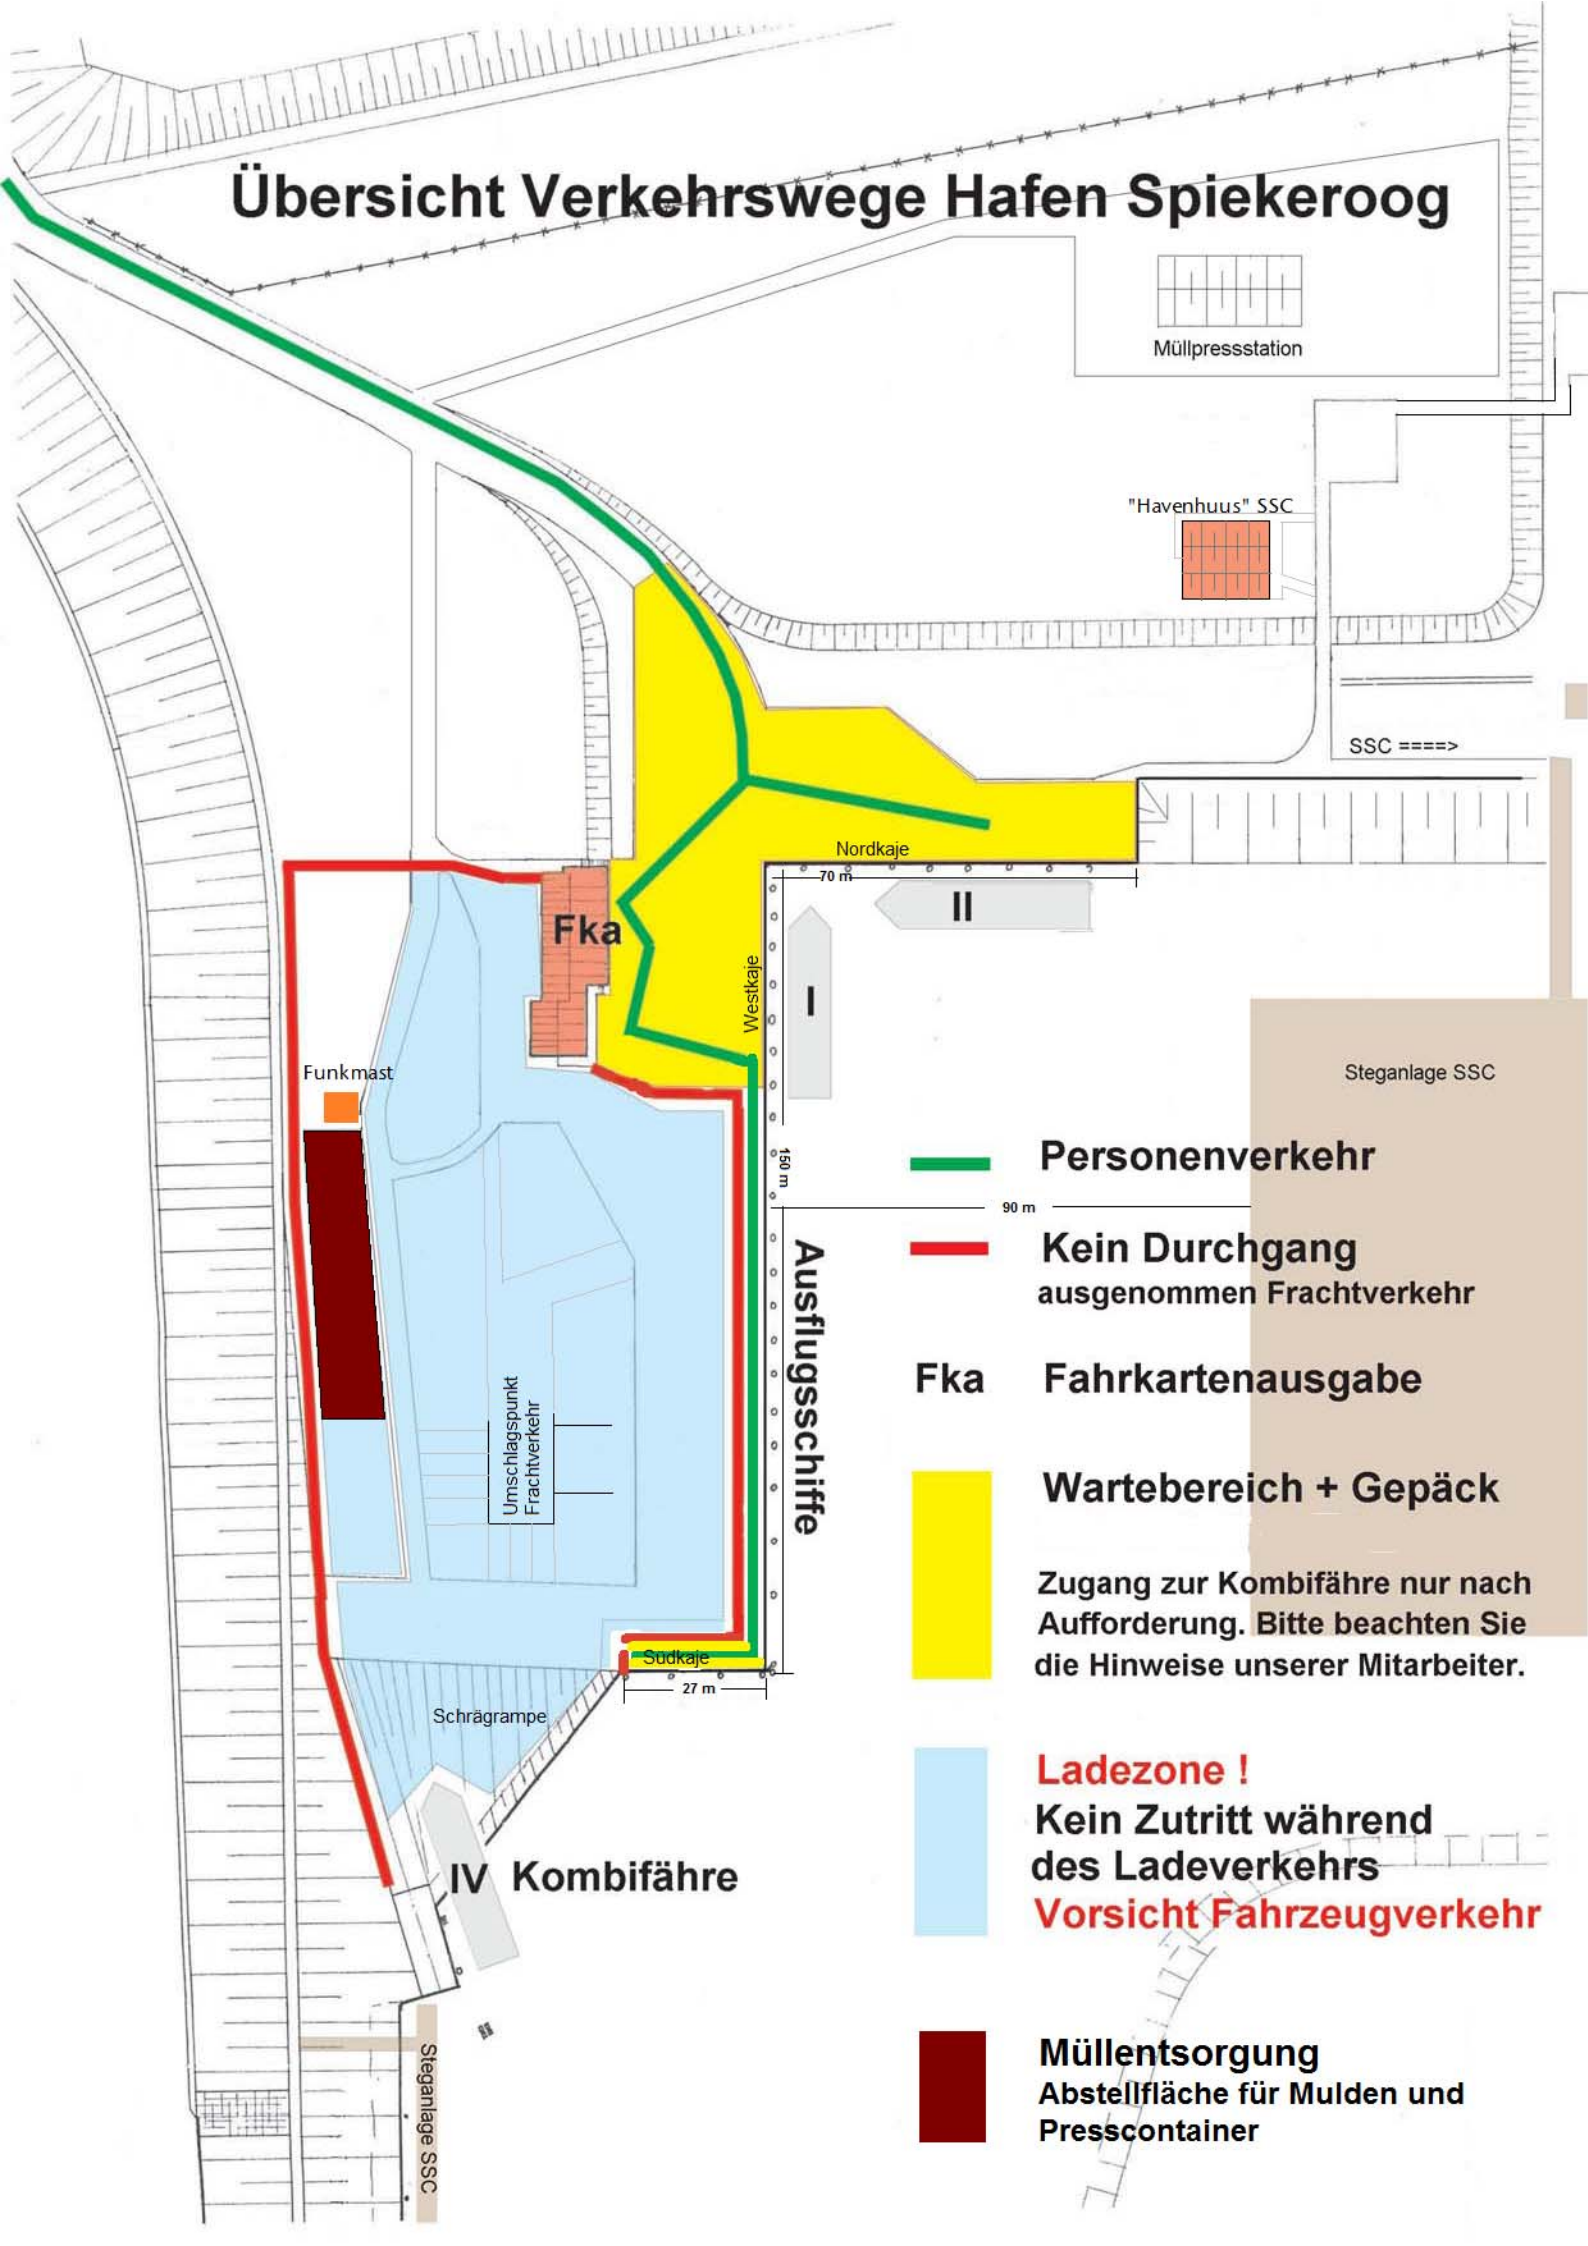 Übersicht Verkehrswege Hafen Spiekeroog
Müllpressstation
"Havenhuus" SSC
SSC ====>
Nordkaje
70 m
II
Fka
Westkaje
I
Funkmast
Steganlage SSC
150 m
90 m
Personenverkehr
Kein Durchgang
ausgenommen Frachtverkehr
Ausflugsschiffe
Fka Fahrkartenausgabe
Umschlagspunkt
Frachtverkehr
Wartebereich + Gepäck
Zugang zur Kombifähre nur nach
Aufforderung. Bitte beachten Sie
die Hinweise unserer Mitarbeiter.
Südkaje
27 m
Schrägrampe
Ladezone !
Kein Zutritt während
des Ladeverkehrs
Vorsicht Fahrzeugverkehr
IV Kombifähre
Steganlage SSC
Müllentsorgung
Abstellfläche für Mulden und
Presscontainer